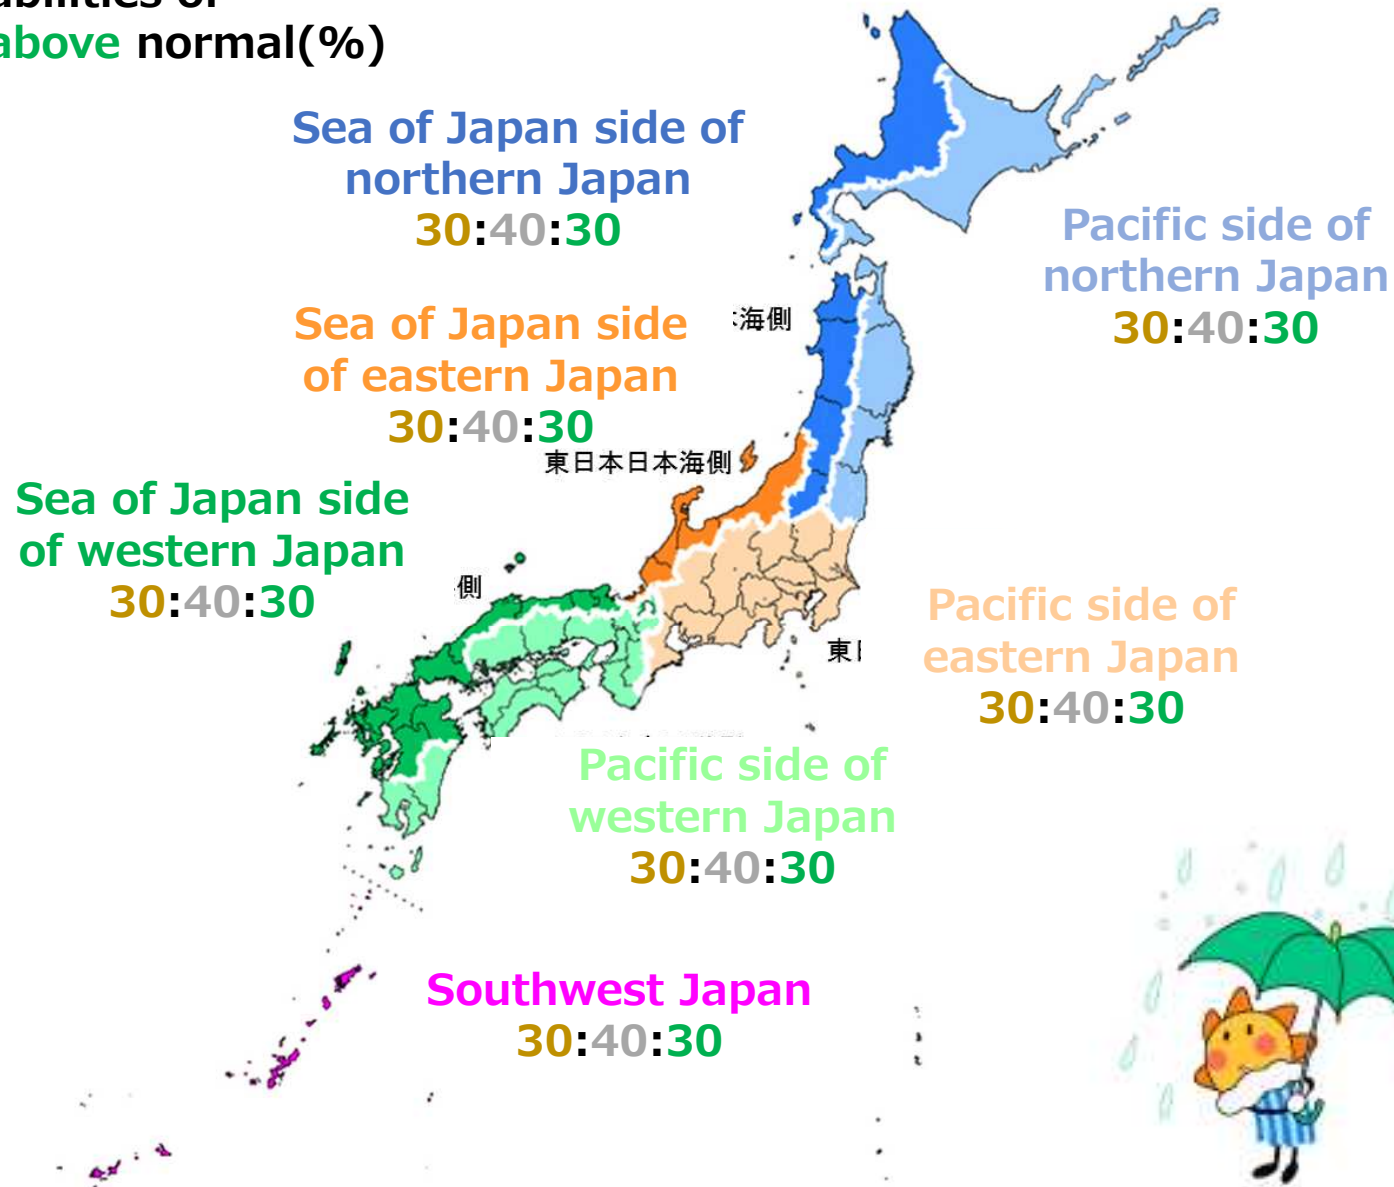 above normal(%)
Sea of Japan side of
northern Japan
30:40:30
Pacific side of
northern Japan
30:40:30
海側
Sea of Japan side
of eastern Japan
30:40:30
東日本日本海側
Sea of Japan side
of western Japan
30:40:30
側
Pacific side of
eastern Japan
30:40:30
東
Pacific side of
western Japan
30:40:30
Southwest Japan
30:40:30